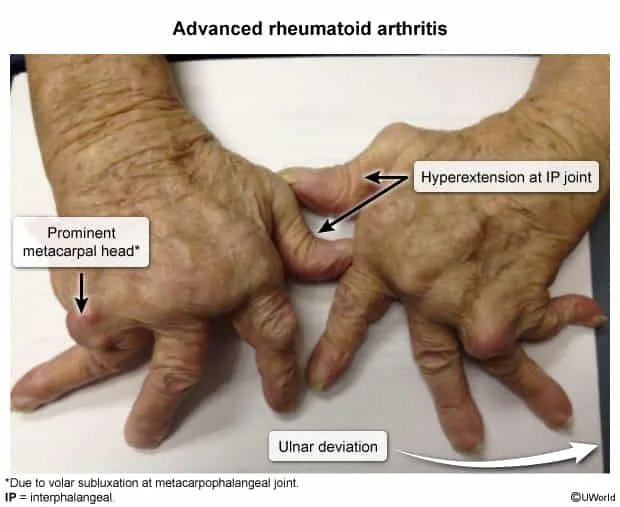 Advanced rheumatoid arthritis
Hyperextension at IP joint
Prominent
metacarpal head*
Ulnar deviation
*Due to volar subluxation at metacarpophalangeal joint.
IP = interphalangeal.
©UWorld